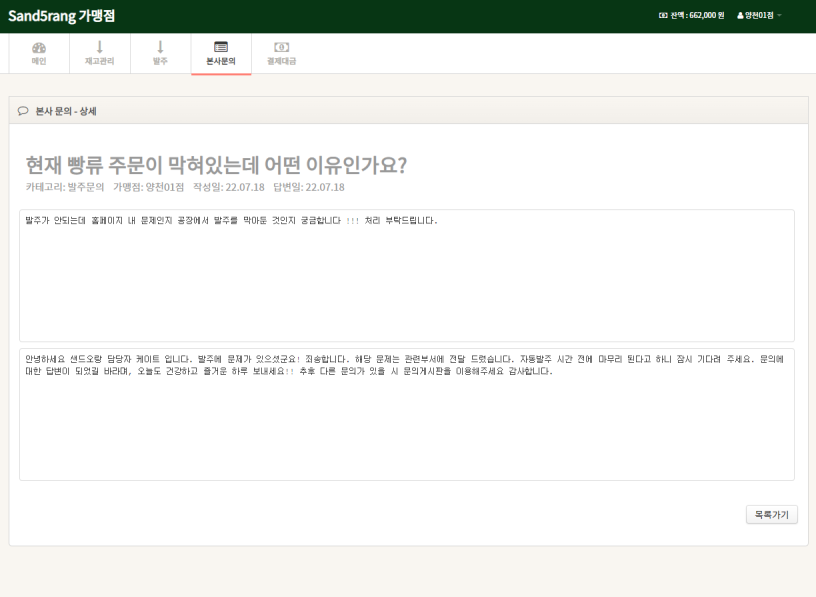 Sand5rang 가맹점
잔액 : 662,000 원 양천01점
메인 재고관리 발주 본사문의 결제대금
본사 문의 - 상세
현재 빵류 주문이 막혀있는데 어떤 이유인가요?
카테고리: 발주문의 가맹점: 양천01점 작성일: 22.07.18 답변일: 22.07.18
발주가 안되는데 홈페이지 내 문제인지 공장에서 발주를 막아둔 것인지 궁금합니다 !!! 처리 부탁드립니다.
안녕하세요 샌드오랑 담당자 케이트 입니다. 발주에 문제가 있으셨군요! 죄송합니다. 해당 문제는 관련부서에 전달 드렸습니다. 자동발주 시간 전에 마무리 된다고 하니 잠시 기다려 주세요. 문의에
대한 답변이 되었길 바라며, 오늘도 건강하고 즐거운 하루 보내세요!! 추후 다른 문의가 있을 시 문의게시판을 이용해주세요 감사합니다.
목록가기